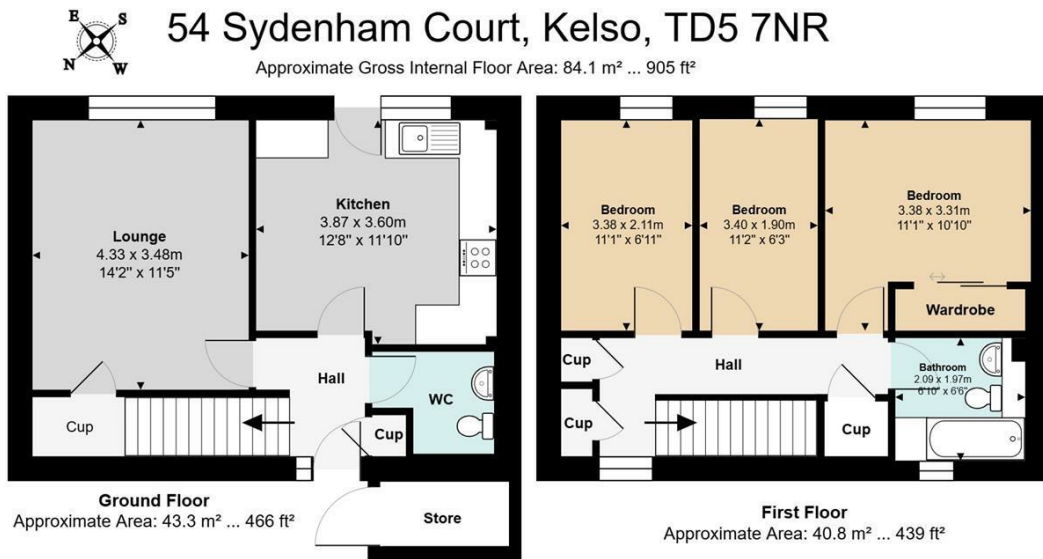 E S
N W
54 Sydenham Court, Kelso, TD5 7NR
Approximate Gross Internal Floor Area: 84.1 m² ... 905 ft²
Lounge
4.33 x 3.48m
14'2" x 11'5"
Kitchen
3.87 x 3.60m
12'8" x 11'10"
Hall
WC
Cup
Cup
Store
Ground Floor
Approximate Area: 43.3 m² ... 466 ft²
Bedroom
3.38 x 2.11m
11'1" x 6'11"
Bedroom
3.40 x 1.90m
11'2" x 6'3"
Bedroom
3.38 x 3.31m
11'1" x 10'10"
Wardrobe
Cup
Hall
Bathroom
2.09 x 1.97m
6'10" x 6'6"
Cup
Cup
First Floor
Approximate Area: 40.8 m² ... 439 ft²